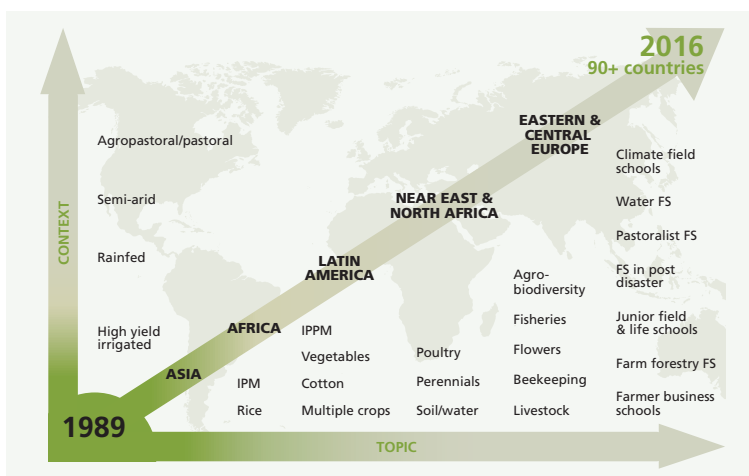 2016
90+ countries
EASTERN &
CENTRAL
EUROPE
NEAR EAST &
NORTH AFRICA
LATIN
AMERICA
AFRICA
ASIA
1989
CONTEXT
Agropastoral/pastoral
Semi-arid
Rainfed
High yield
irrigated
TOPIC
IPM
Rice
IPPM
Vegetables
Cotton
Multiple crops
Poultry
Perennials
Soil/water
Agro-
biodiversity
Fisheries
Flowers
Beekeeping
Livestock
Climate field
schools
Water FS
Pastoralist FS
FS in post
disaster
Junior field
& life schools
Farm forestry FS
Farmer business
schools